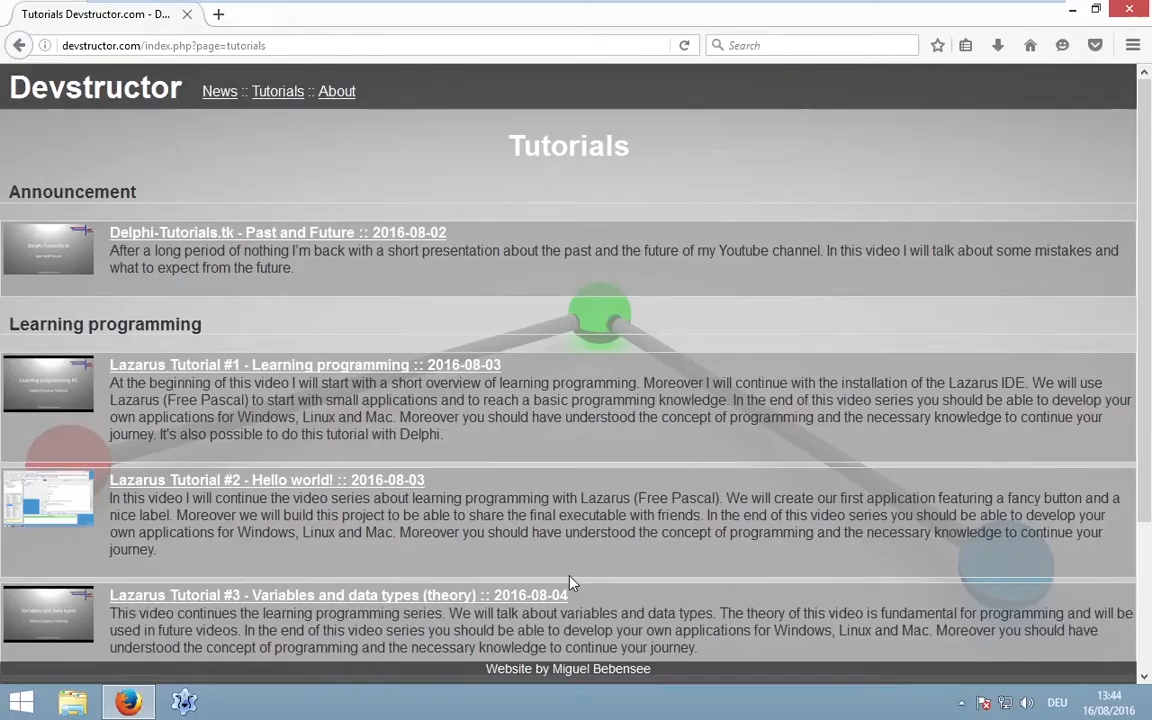 Tutorials Devstructor.com - D...
devstructor.com/index.php?page=tutorials
Search
Devstructor
News :: Tutorials :: About
Tutorials
Announcement
Delphi-Tutorials.tk - Past and Future :: 2016-08-02
After a long period of nothing I'm back with a short presentation about the past and the future of my Youtube channel. In this video I will talk about some mistakes and
what to expect from the future.
Learning programming
Lazarus Tutorial #1 - Learning programming :: 2016-08-03
At the beginning of this video I will start with a short overview of learning programming. Moreover I will continue with the installation of the Lazarus IDE. We will use
Lazarus (Free Pascal) to start with small applications and to reach a basic programming knowledge. In the end of this video series you should be able to develop your
own applications for Windows, Linux and Mac. Moreover you should have understood the concept of programming and the necessary knowledge to continue your
journey. It's also possible to do this tutorial with Delphi.
Lazarus Tutorial #2 - Hello world! :: 2016-08-03
In this video I will continue the video series about learning programming with Lazarus (Free Pascal). We will create our first application featuring a fancy button and a
nice label. Moreover we will build this project to be able to share the final executable with friends. In the end of this video series you should be able to develop your
own applications for Windows, Linux and Mac. Moreover you should have understood the concept of programming and the necessary knowledge to continue your
journey.
Lazarus Tutorial #3 - Variables and data types (theory) :: 2016-08-04
This video continues the learning programming series. We will talk about variables and data types. The theory of this video is fundamental for programming and will be
used in future videos. In the end of this video series you should be able to develop your own applications for Windows, Linux and Mac. Moreover you should have
understood the concept of programming and the necessary knowledge to continue your journey.
Website by Miguel Bebensee
DEU
13:44
16/08/2016